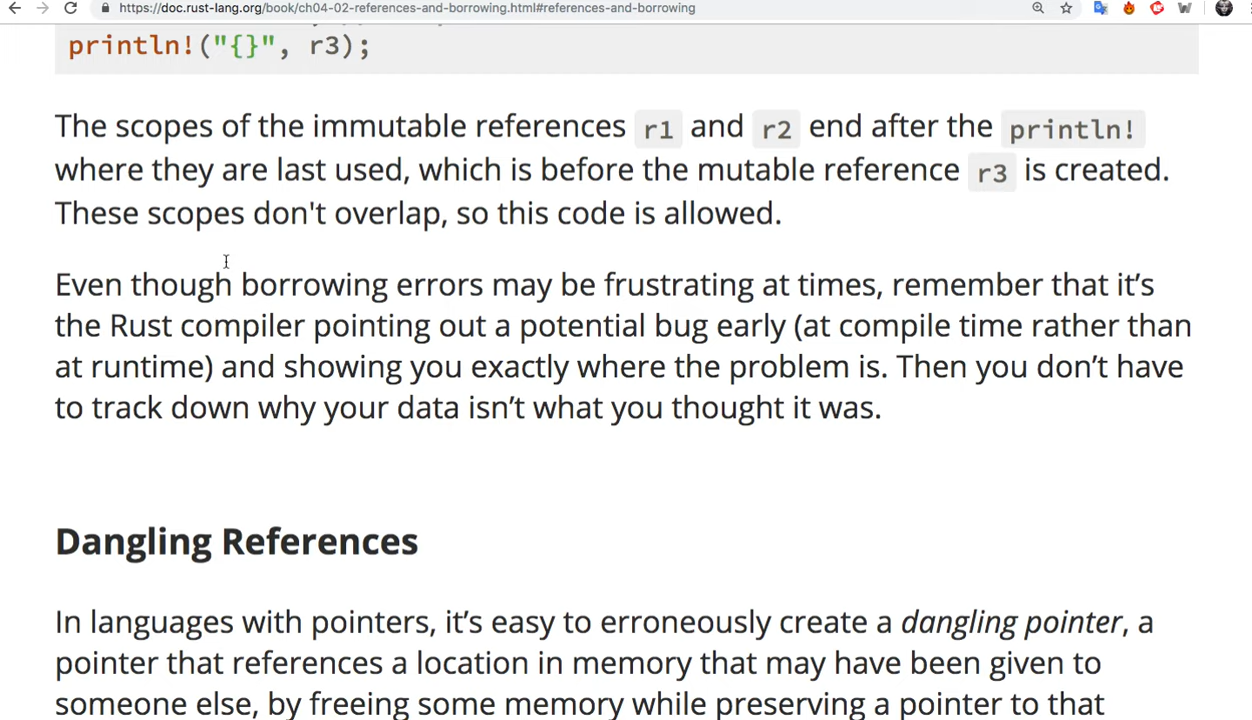 https://doc.rust-lang.org/book/ch04-02-references-and-borrowing.html#references-and-borrowing
println!("{}", r3);
The scopes of the immutable references r1 and r2 end after the println!
where they are last used, which is before the mutable reference r3 is created.
These scopes don't overlap, so this code is allowed.
Even though borrowing errors may be frustrating at times, remember that it’s
the Rust compiler pointing out a potential bug early (at compile time rather than
at runtime) and showing you exactly where the problem is. Then you don’t have
to track down why your data isn’t what you thought it was.
Dangling References
In languages with pointers, it’s easy to erroneously create a dangling pointer, a
pointer that references a location in memory that may have been given to
someone else, by freeing some memory while preserving a pointer to that